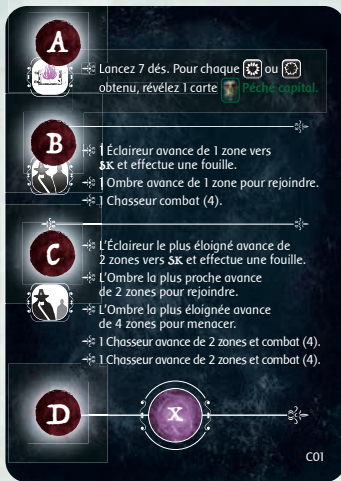 A
Lancez 7 dés. Pour chaque ou
obtenu, révélez 1 carte Péché capital.
B
1 Éclaireur avance de 1 zone vers
SK et effectue une fouille.
1 Ombre avance de 1 zone pour rejoindre.
1 Chasseur combat (4).
C
L'Éclaireur le plus éloigné avance de
2 zones vers SK et effectue une fouille.
L'Ombre la plus proche avance
de 2 zones pour rejoindre.
L'Ombre la plus éloignée avance
de 4 zones pour menacer.
1 Chasseur avance de 2 zones et combat (4).
1 Chasseur avance de 2 zones et combat (4).
D X
C01